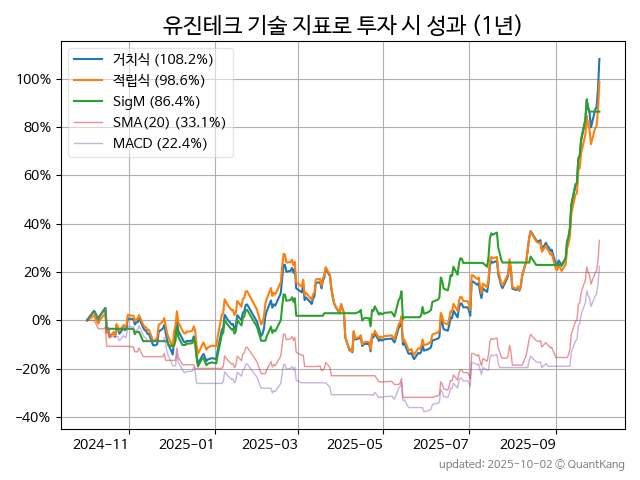 유진테크 기술 지표로 투자 시 성과 (1년)
거치식 (108.2%)
적립식 (98.6%)
SigM (86.4%)
SMA(20) (33.1%)
MACD (22.4%)
100%
80%
60%
40%
20%
0%
−20%
−40%
2024-11 2025-01 2025-03 2025-05 2025-07 2025-09
updated: 2025-10-02 © QuantKang